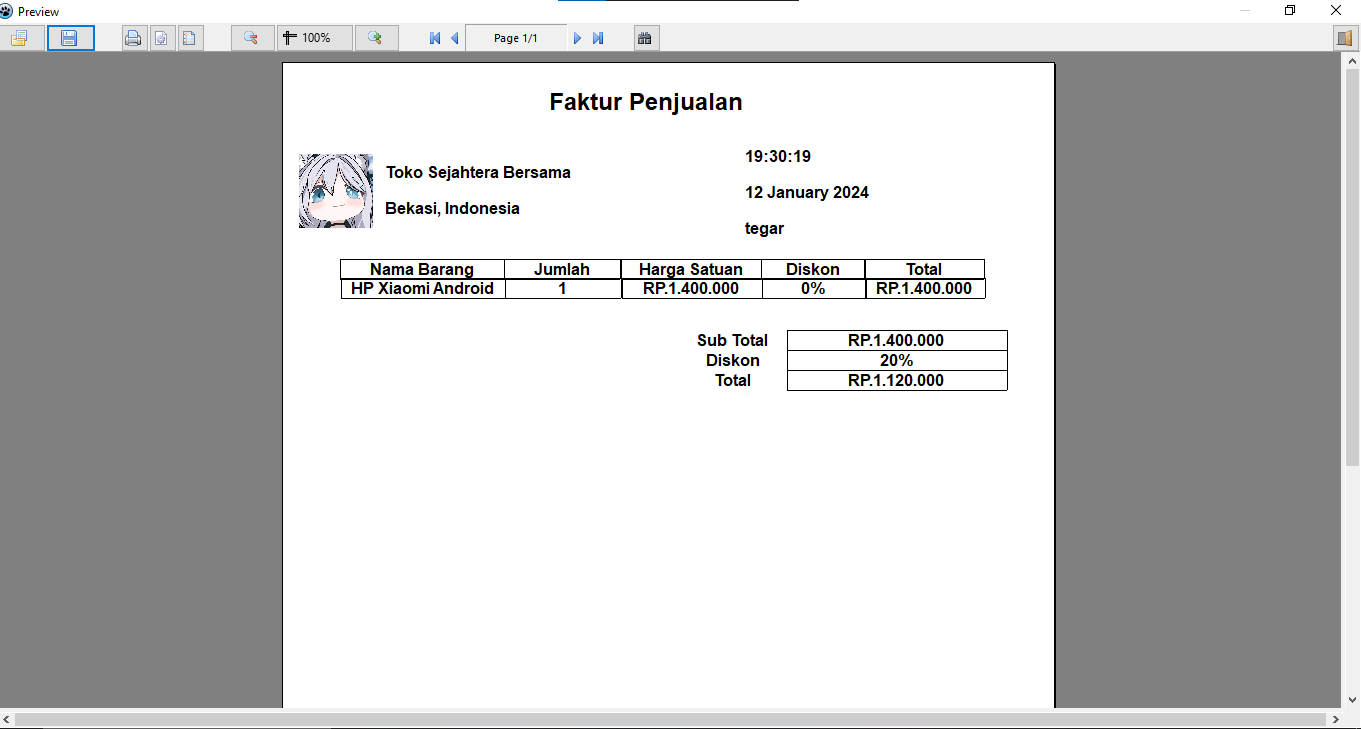 Preview
100%
Page 1/1
Faktur Penjualan
19:30:19
Toko Sejahtera Bersama
12 January 2024
Bekasi, Indonesia
tegar
Nama Barang Jumlah Harga Satuan Diskon Total
HP Xiaomi Android 1 RP.1.400.000 0% RP.1.400.000
Sub Total RP.1.400.000
Diskon 20%
Total RP.1.120.000